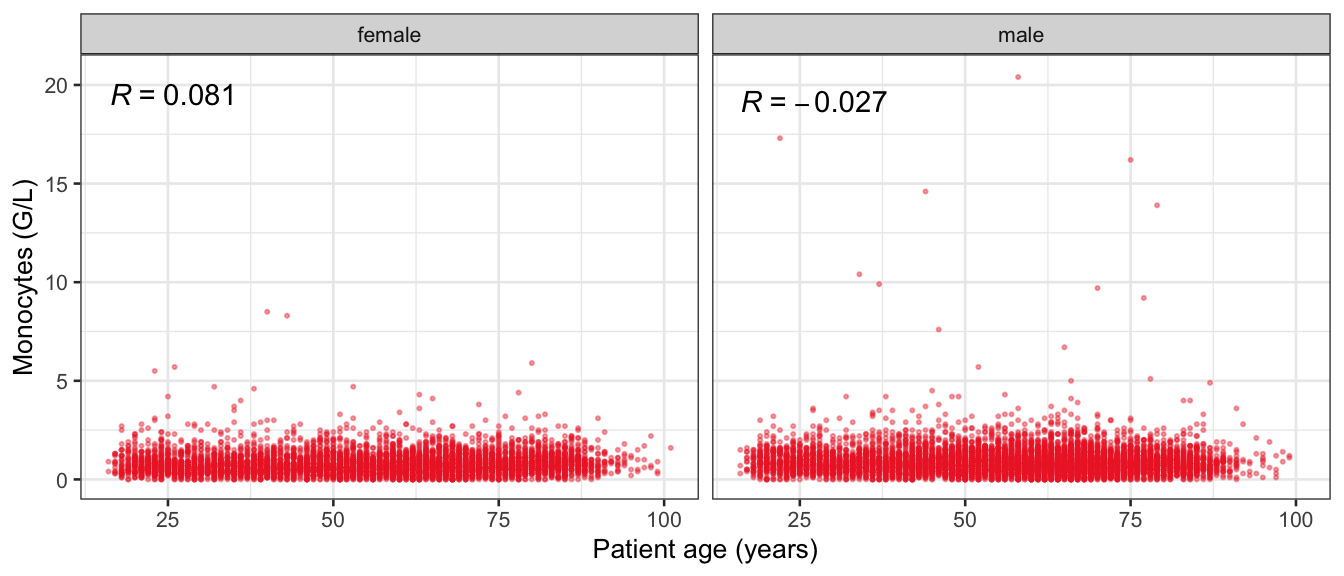 female
male
R = 0.081
R = −0.027
Monocytes (G/L)
20
15
10
5
0
25 50 75 100
25 50 75 100
Patient age (years)